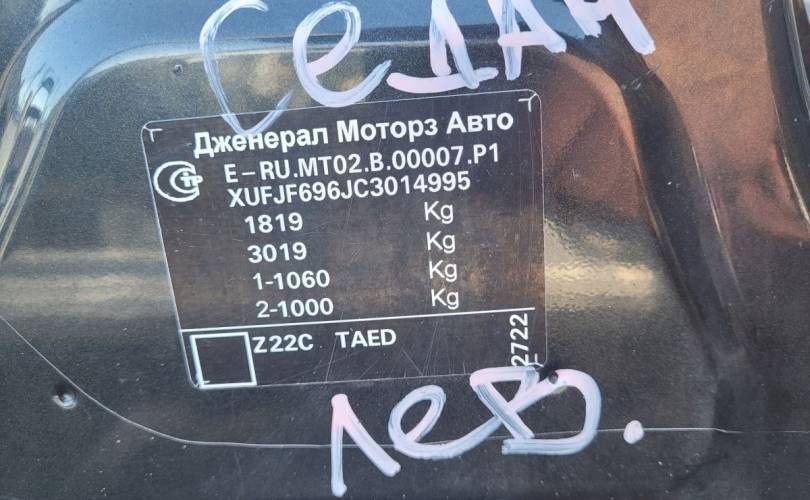 СеДАН
Дженерал Моторз Авто
E-RU.MT02.B.00007.P1
XUFJF696JC3014995
1819 Kg
3019 Kg
1-1060 Kg
2-1000 Kg
Z22C TAED
2722
Лев.